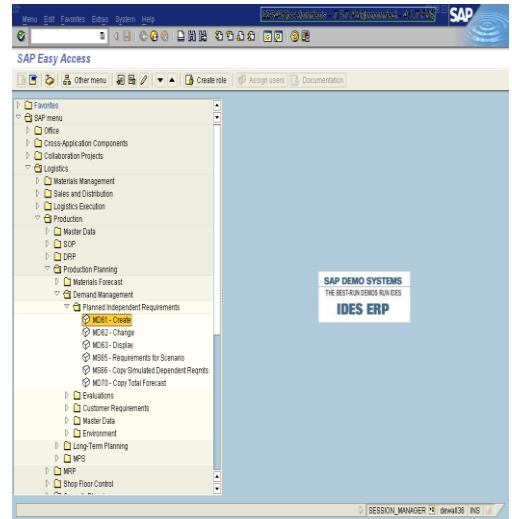 Menu Edit Favorites Extras System Help
SAP
SAP Easy Access
Other menu Create role Assign users Documentation
Favorites
SAP menu
Office
Cross-Application Components
Collaboration Projects
Logistics
Materials Management
Sales and Distribution
Logistics Execution
Production
Master Data
SOP
DRP
Production Planning
Materials Forecast
Demand Management
Planned Independent Requirements
MD61 - Create
MD62 - Change
MD63 - Display
MS65 - Requirements for Scenario
MS66 - Copy Simulated Dependent Reqmts
MD70 - Copy Total Forecast
Evaluations
Customer Requirements
Master Data
Environment
Long-Term Planning
MPS
MRP
Shop Floor Control
SAP DEMO SYSTEMS
THE BEST-RUN DEMOS RUN IDES
IDES ERP
SESSION_MANAGER dewall36 INS